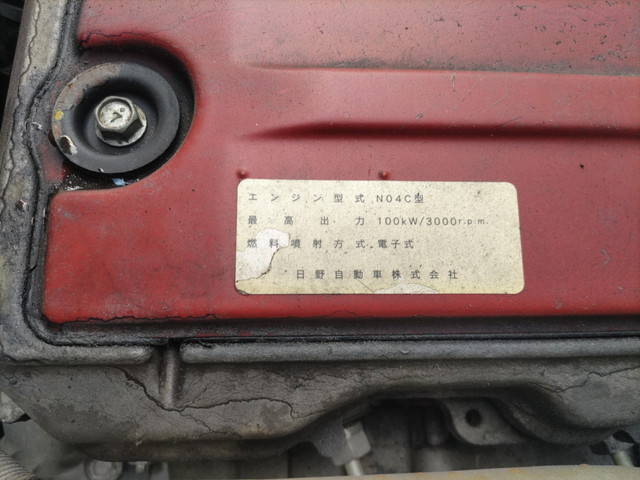 エンジン型式 N04C型
最高出力 100kW/3000r.p.m.
燃料噴射方式 電子式
日野自動車株式会社
7